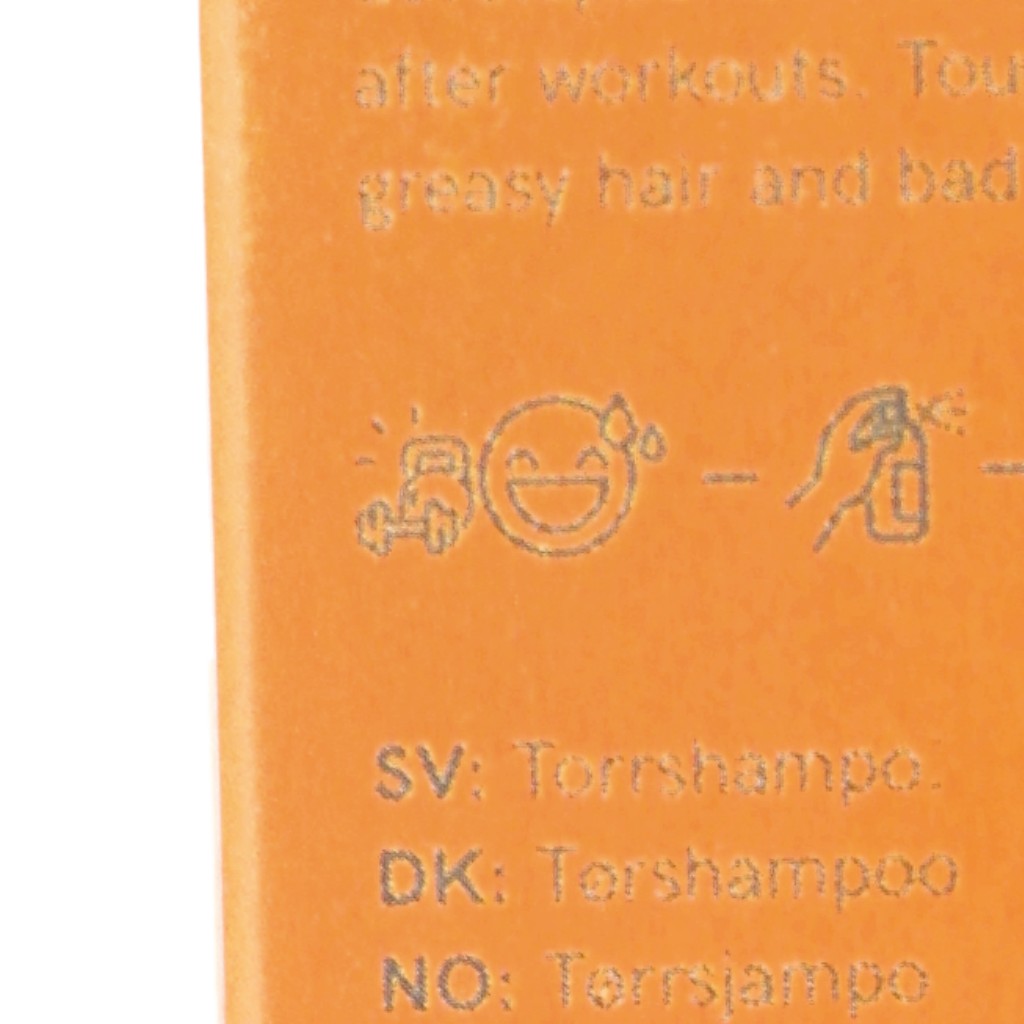 after workouts. Tou
greasy hair and bad
SV: Torrshampo.
DK: Tørshampoo
NO: Tørrsjampo